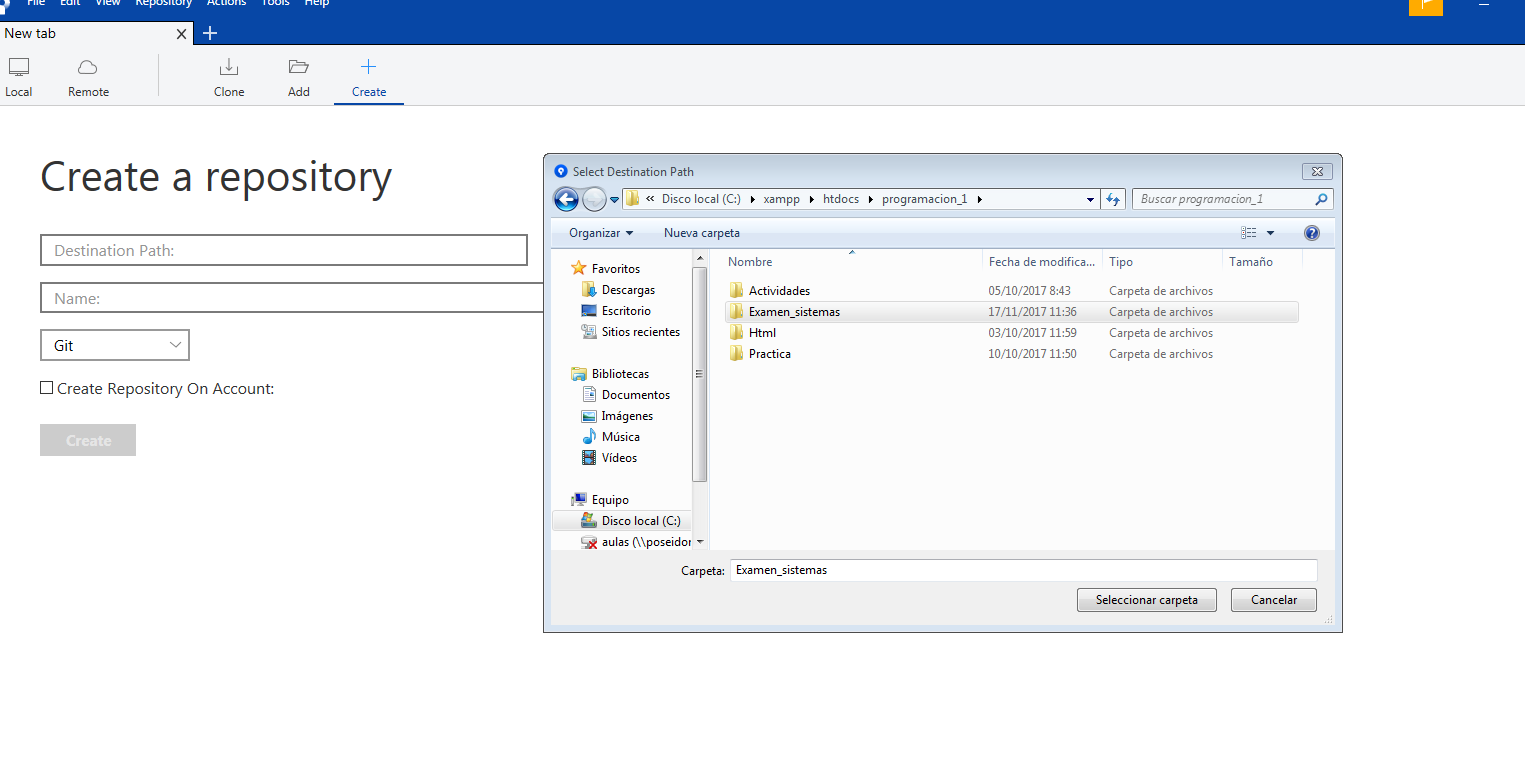 File Edit View Repository Actions Tools Help
New tab
Local Remote Clone Add Create
Create a repository
Destination Path:
Name:
Git
Create Repository On Account:
Create
Select Destination Path
« Disco local (C:) xampp htdocs programacion_1
Buscar programacion_1
Organizar Nueva carpeta
Favoritos
Descargas
Escritorio
Sitios recientes
Bibliotecas
Documentos
Imágenes
Música
Vídeos
Equipo
Disco local (C:)
aulas (\\poseidor
Nombre Fecha de modifica... Tipo Tamaño
Actividades 05/10/2017 8:43 Carpeta de archivos
Examen_sistemas 17/11/2017 11:36 Carpeta de archivos
Html 03/10/2017 11:59 Carpeta de archivos
Practica 10/10/2017 11:50 Carpeta de archivos
Carpeta: Examen_sistemas
Seleccionar carpeta Cancelar